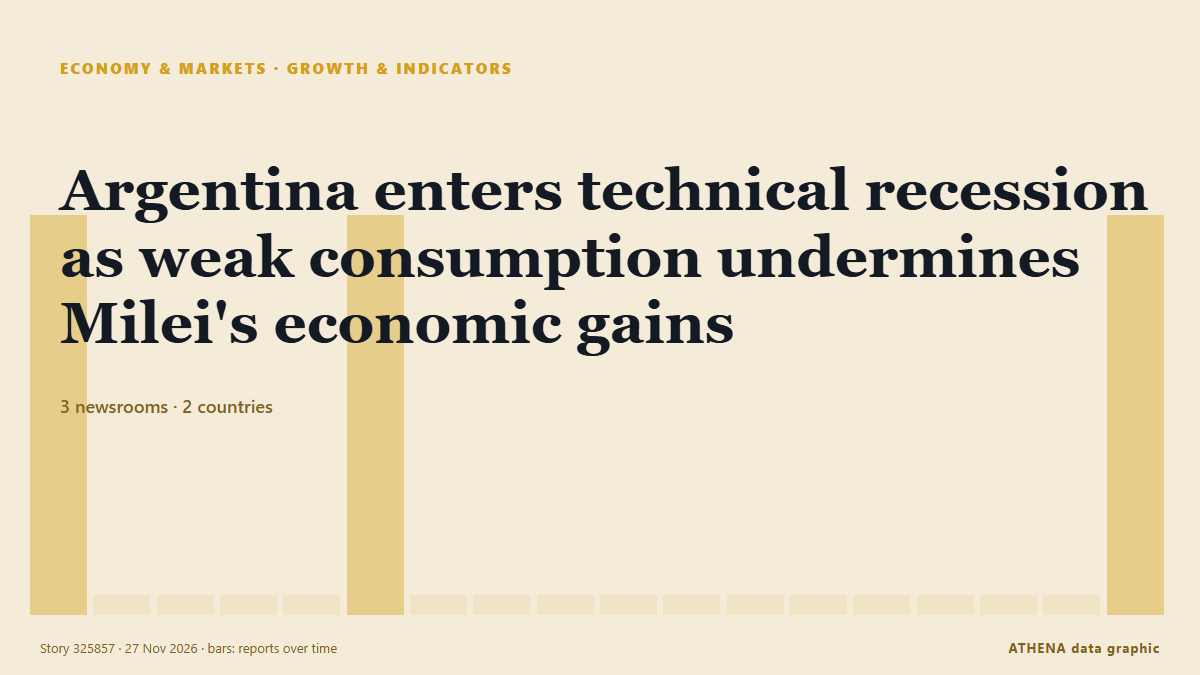 ECONOMY & MARKETS · GROWTH & INDICATORS
Argentina enters technical recession
as weak consumption undermines
Milei's economic gains
3 newsrooms · 2 countries
Story 325857 · 27 Nov 2026 · bars: reports over time
ATHENA data graphic